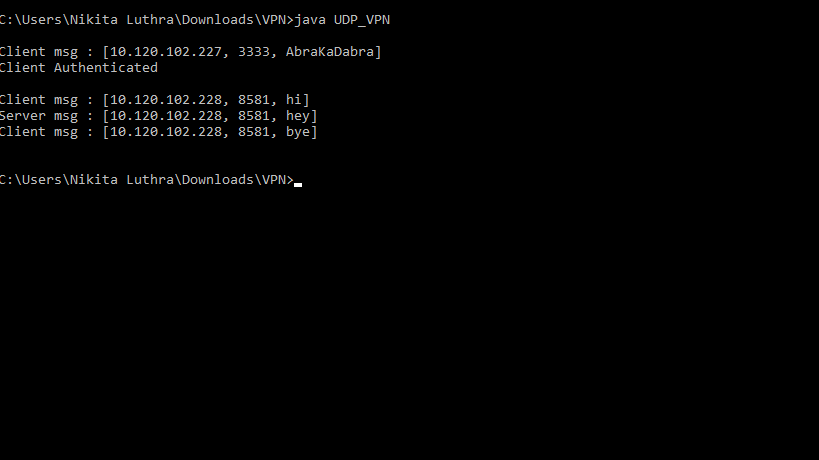 C:\Users\Nikita Luthra\Downloads\VPN>java UDP_VPN
Client msg : [10.120.102.227, 3333, AbraKaDabra]
Client Authenticated
Client msg : [10.120.102.228, 8581, hi]
Server msg : [10.120.102.228, 8581, hey]
Client msg : [10.120.102.228, 8581, bye]
C:\Users\Nikita Luthra\Downloads\VPN>